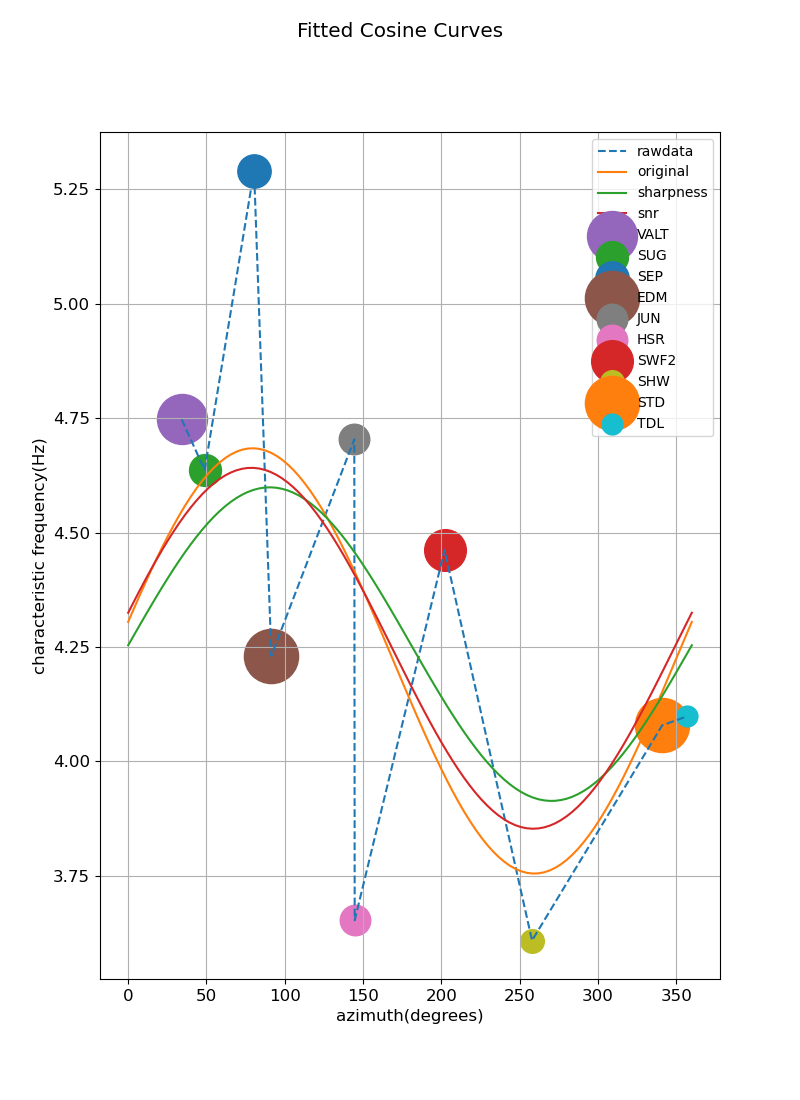 Fitted Cosine Curves
rawdata
original
sharpness
snr
VALT
SUG
SEP
EDM
JUN
HSR
SWF2
SHW
STD
TDL
5.25
5.00
4.75
4.50
4.25
4.00
3.75
characteristic frequency(Hz)
0 50 100 150 200 250 300 350
azimuth(degrees)